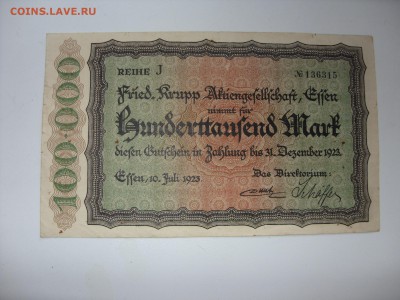 COINS.LAVE.RU
100 000
REIHE J
№ 136315
Fried. Krupp Aktiengesellschaft, Essen
nimmt für
Hunderttausend Mark
diesen Gutschein in Zahlung bis 31. Dezember 1923.
Essen, 10. Juli 1923
Das Direktorium: